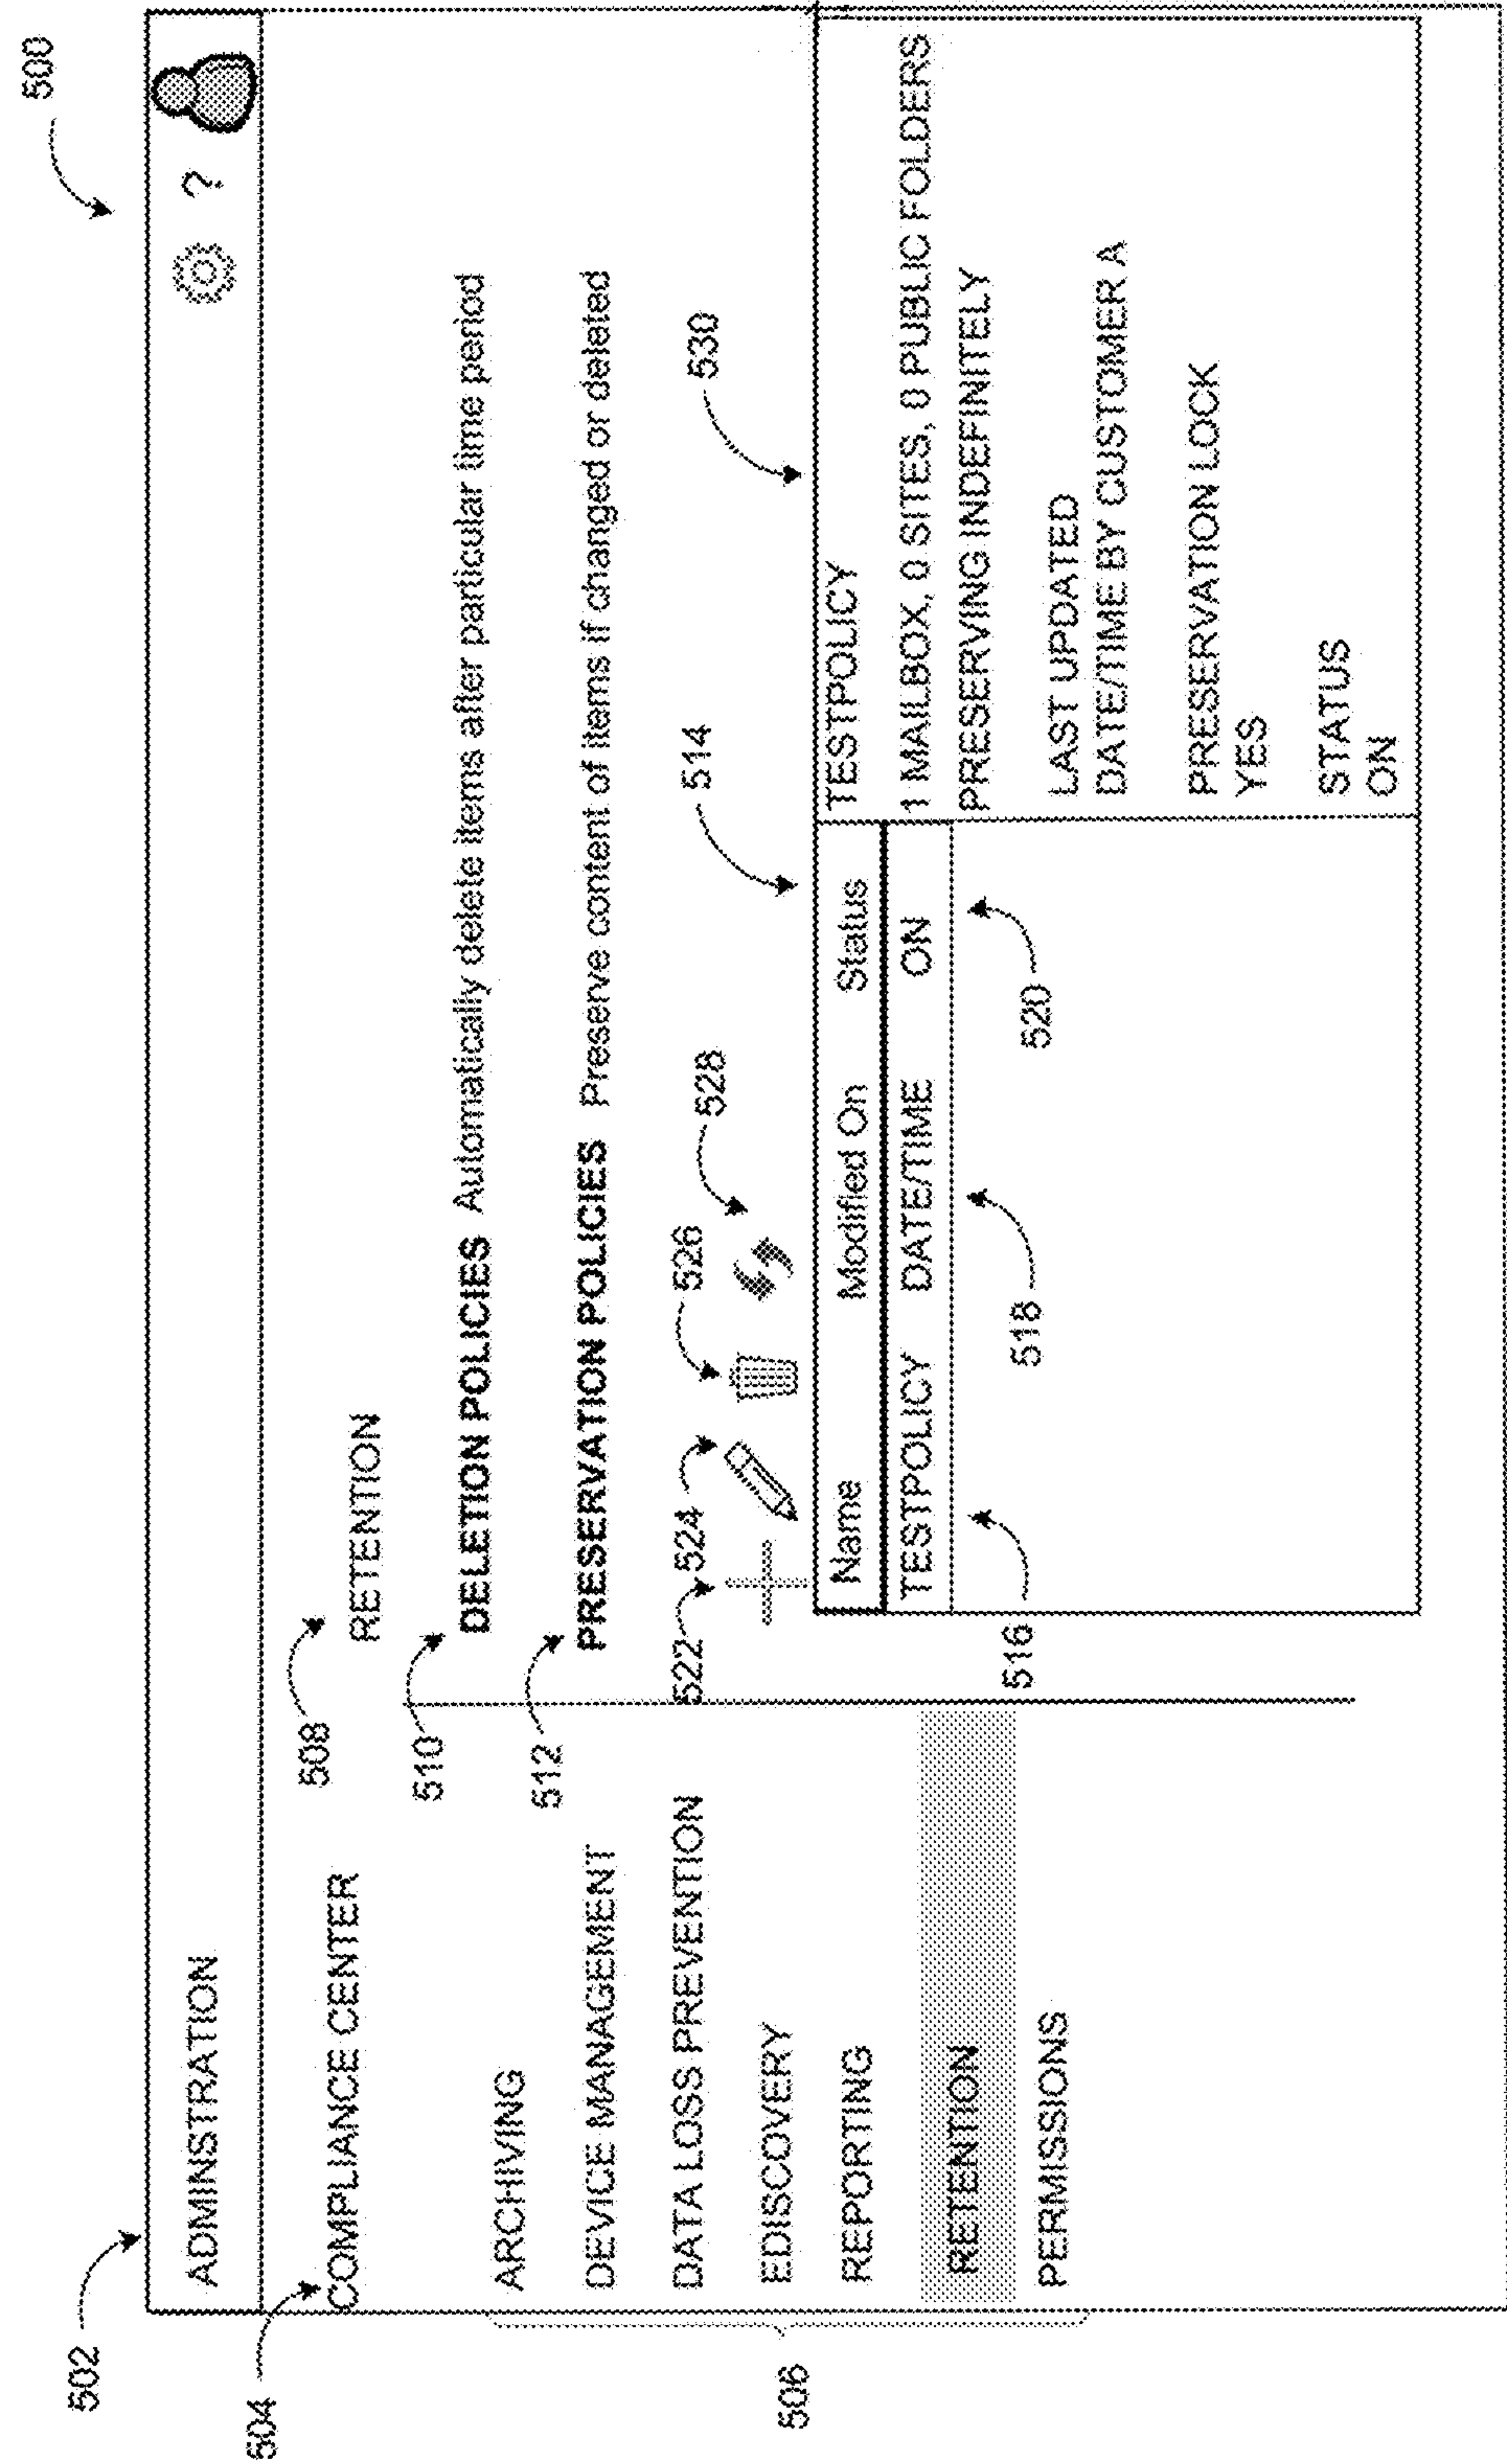 500
502
ADMINISTRATION
?
504
COMPLIANCE CENTER
506
ARCHIVING
DEVICE MANAGEMENT
DATA LOSS PREVENTION
EDISCOVERY
REPORTING
RETENTION
PERMISSIONS
508
RETENTION
510
DELETION POLICIES Automatically delete items after particular time period
512
PRESERVATION POLICIES Preserve content of items if changed or deleted
522 524 526 528
514
530
Name Modified On Status
TESTPOLICY DATE/TIME ON
516 518 520
TESTPOLICY
1 MAILBOX, 0 SITES, 0 PUBLIC FOLDERS
PRESERVING INDEFINITELY
LAST UPDATED
DATE/TIME BY CUSTOMER A
PRESERVATION LOCK
YES
STATUS
ON